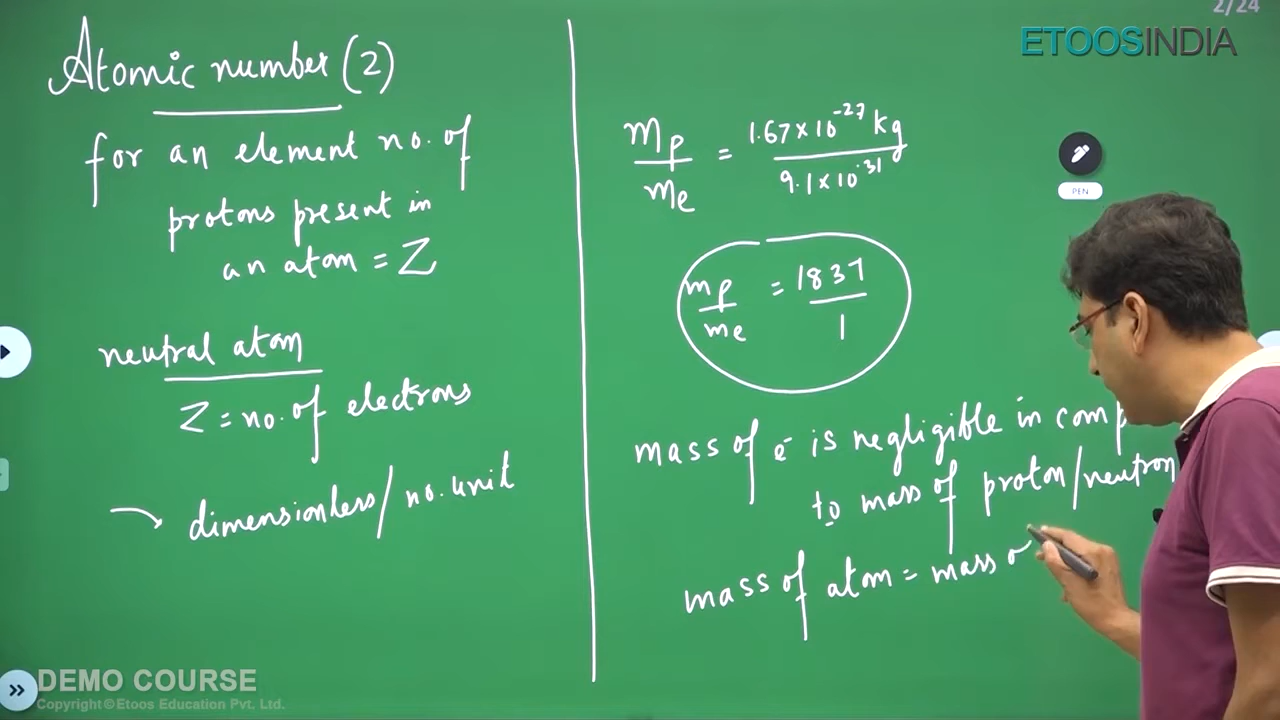 2/24
ETOOSINDIA
Atomic number (2)
for an element no. of
protons present in
an atom = Z
neutral atom
Z = no. of electrons
dimensionless/no. unit
mp/me = 1.67×10⁻²⁷ kg/9.1×10⁻³¹
mp/me = 1837/1
PEN
mass of e⁻ is negligible in comp
to mass of proton/neutron
mass of atom = mass o
DEMO COURSE
Copyright©Etoos Education Pvt. Ltd.